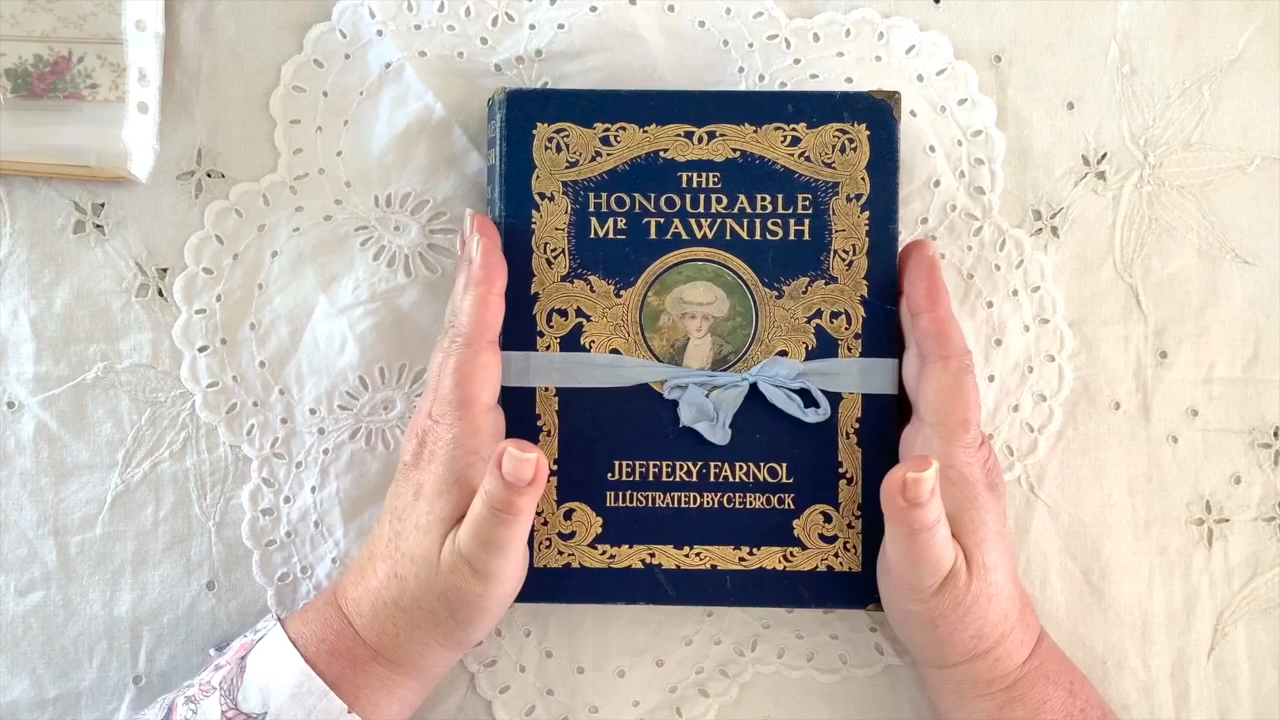 THE
HONOURABLE
MR TAWNISH
JEFFERY·FARNOL
ILLUSTRATED·BY·C·E·BROCK